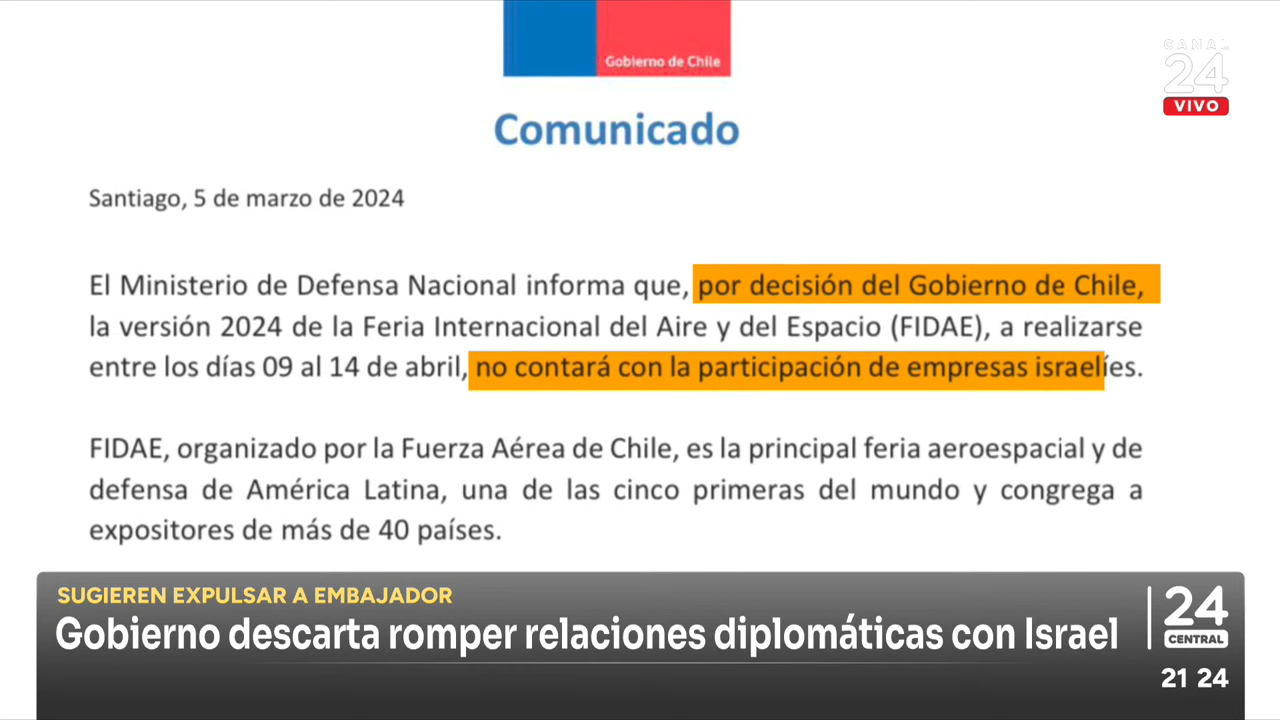 Gobierno de Chile
CANAL
24
VIVO
Comunicado
Santiago, 5 de marzo de 2024
El Ministerio de Defensa Nacional informa que, por decisión del Gobierno de Chile,
la versión 2024 de la Feria Internacional del Aire y del Espacio (FIDAE), a realizarse
entre los días 09 al 14 de abril, no contará con la participación de empresas israelíes.
FIDAE, organizado por la Fuerza Aérea de Chile, es la principal feria aeroespacial y de
defensa de América Latina, una de las cinco primeras del mundo y congrega a
expositores de más de 40 países.
SUGIEREN EXPULSAR A EMBAJADOR
Gobierno descarta romper relaciones diplomáticas con Israel
24
CENTRAL
21 24